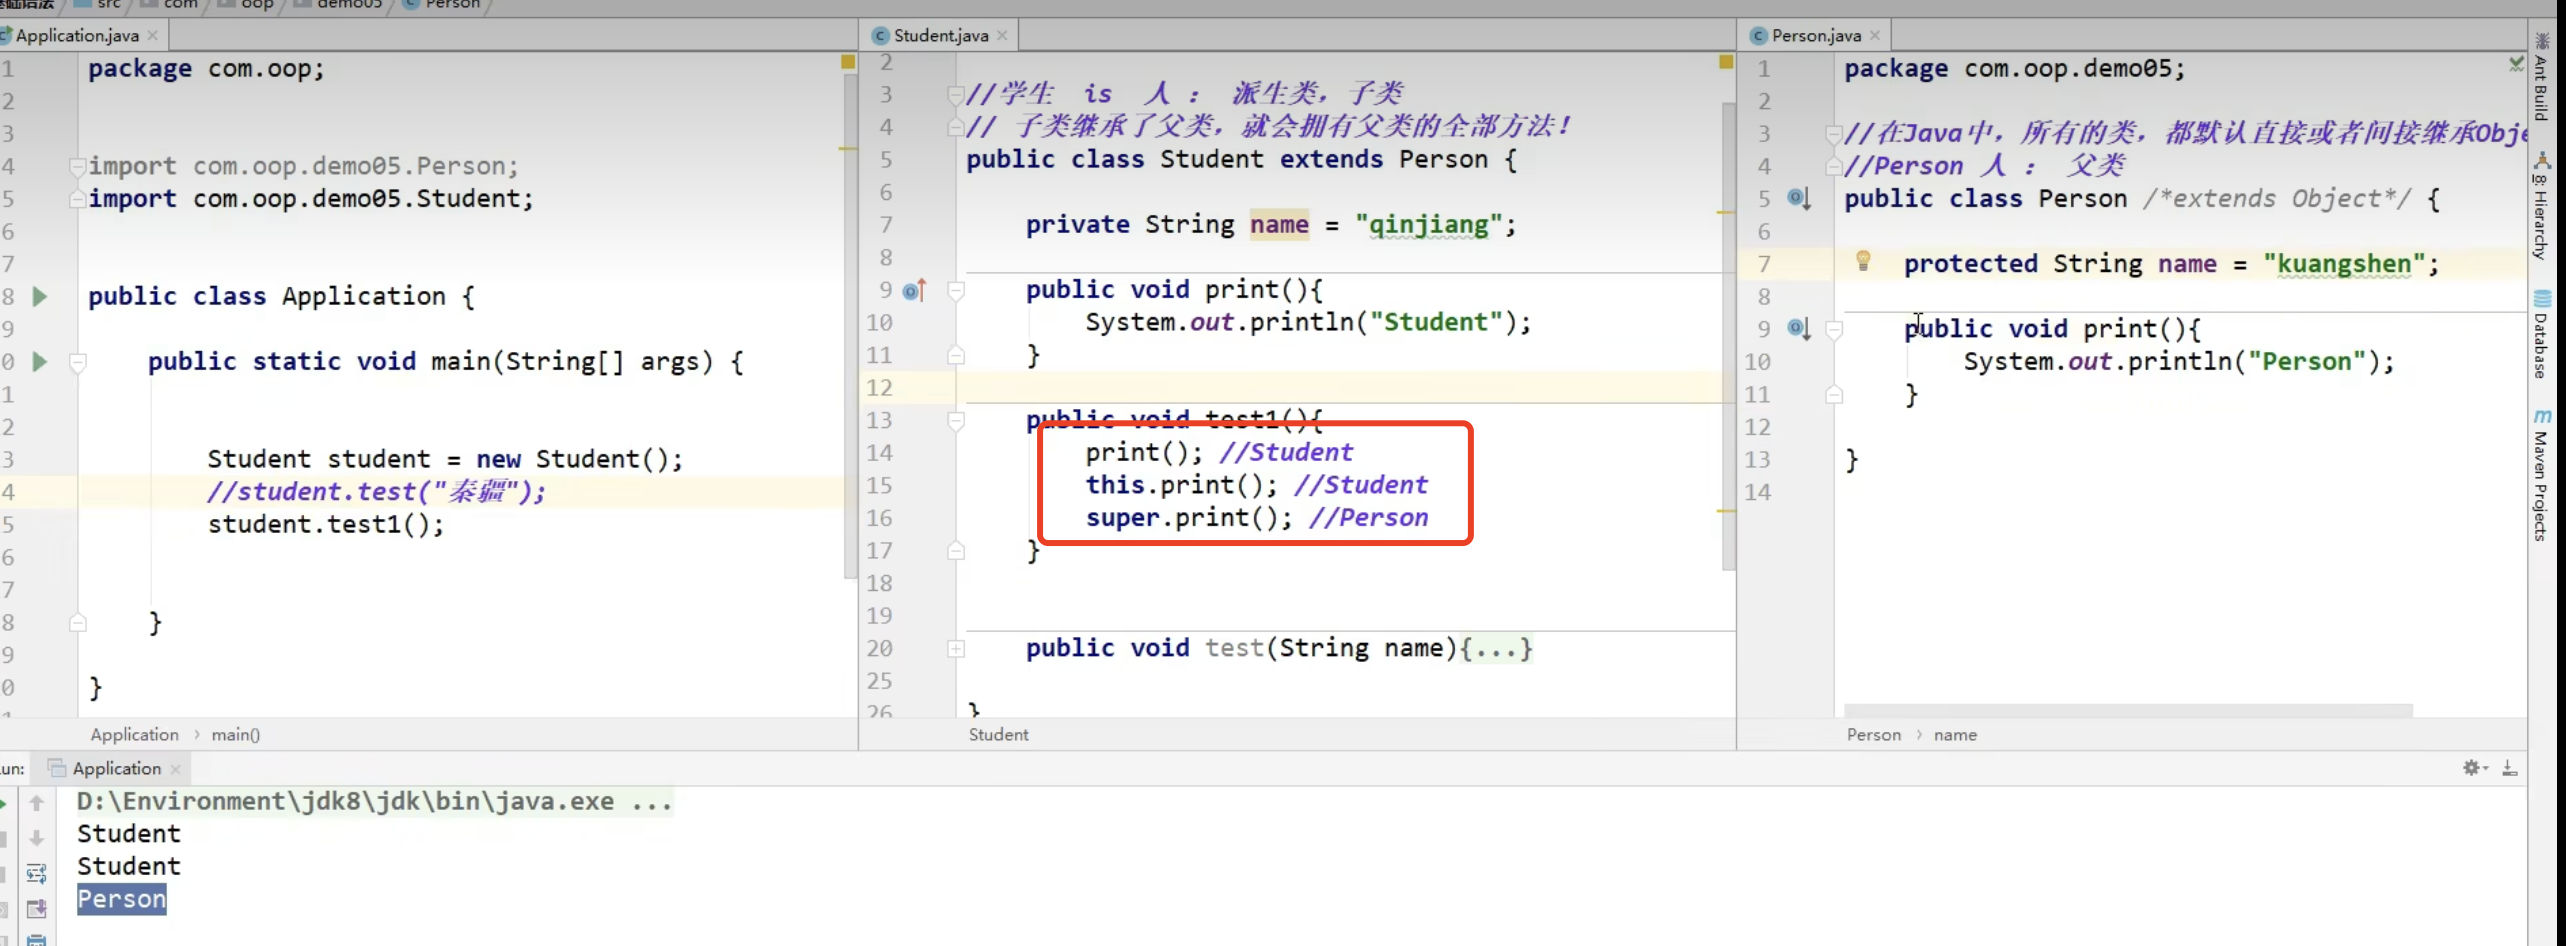 src com oop demo05 Person
Application.java
Student.java
Person.java
1 package com.oop;
2
3
4 import com.oop.demo05.Person;
5 import com.oop.demo05.Student;
6
7
8 public class Application {
9
0 public static void main(String[] args) {
1
2
3 Student student = new Student();
4 //student.test("秦疆");
5 student.test1();
6
7
8 }
9
0 }
Application › main()
2
3 //学生 is 人 : 派生类, 子类
4 // 子类继承了父类, 就会拥有父类的全部方法!
5 public class Student extends Person {
6
7 private String name = "qinjiang";
8
9 public void print(){
10 System.out.println("Student");
11 }
12
13 public void test1(){
14 print(); //Student
15 this.print(); //Student
16 super.print(); //Person
17 }
18
19
20 public void test(String name){...}
25
26 }
Student
1 package com.oop.demo05;
2
3 //在Java中, 所有的类, 都默认直接或者间接继承Obje
4 //Person 人 : 父类
5 public class Person /*extends Object*/ {
6
7 protected String name = "kuangshen";
8
9 public void print(){
10 System.out.println("Person");
11 }
12
13 }
14
Person › name
Ant Build
8: Hierarchy
Database
Maven Projects
un: Application
D:\Environment\jdk8\jdk\bin\java.exe ...
Student
Student
Person